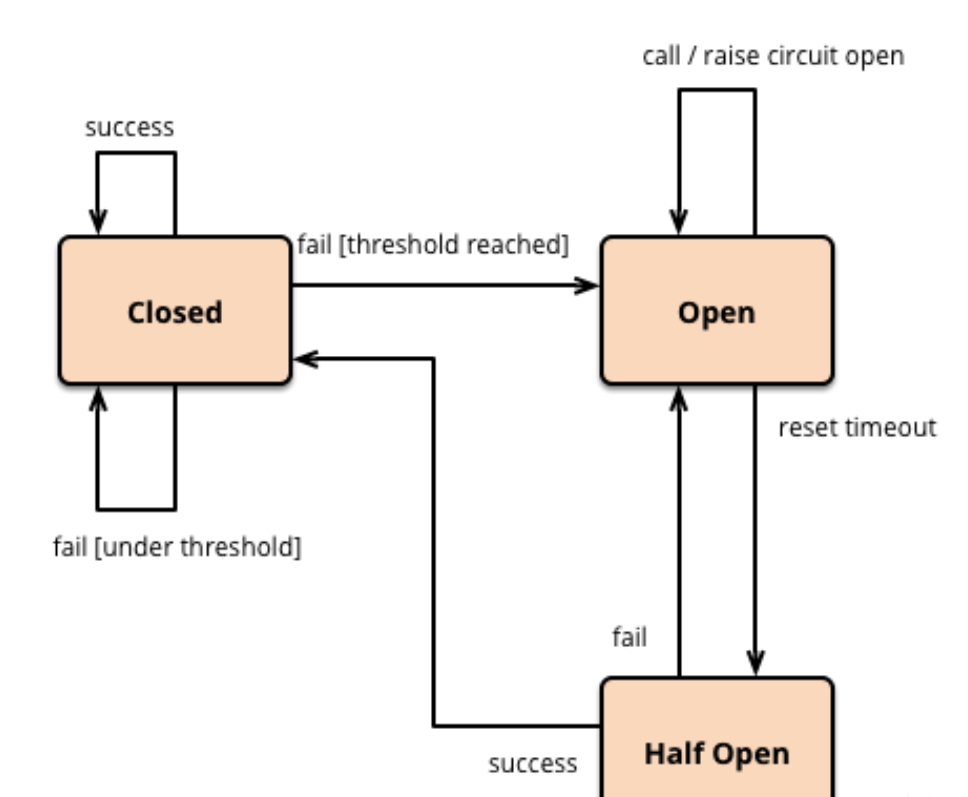 call / raise circuit open
success
fail [threshold reached]
Closed
Open
reset timeout
fail [under threshold]
fail
success
Half Open